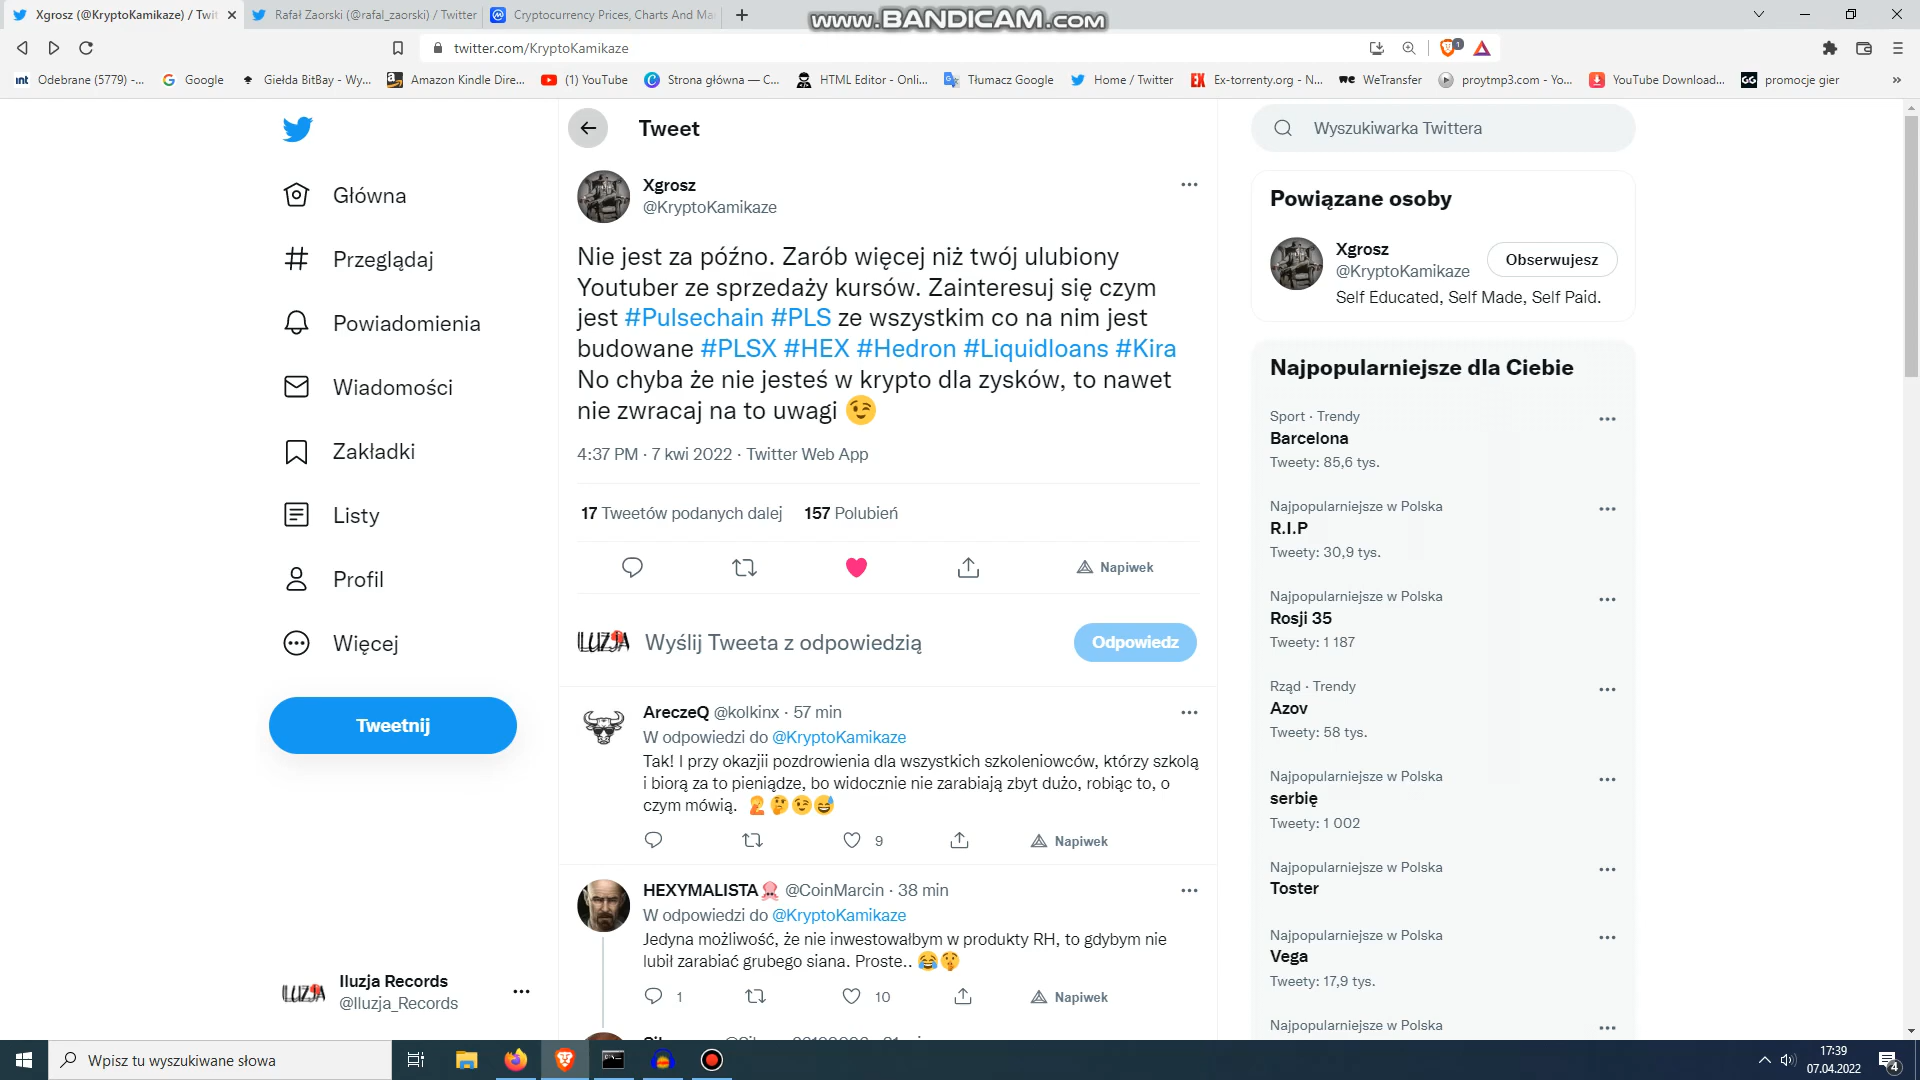 Xgrosz (@KryptoKamikaze) / Twit
Rafał Zaorski (@rafal_zaorski) / Twitter
Cryptocurrency Prices, Charts And Ma
www.BANDICAM.com
twitter.com/KryptoKamikaze
1
int Odebrane (5779) -...
Google
Giełda BitBay - Wy...
Amazon Kindle Dire...
(1) YouTube
Strona główna — C...
HTML Editor - Onli...
Tłumacz Google
Home / Twitter
Ex-torrenty.org - N...
we WeTransfer
proytmp3.com - Yo...
YouTube Download...
GG promocje gier
Główna
Przeglądaj
Powiadomienia
Wiadomości
Zakładki
Listy
Profil
Więcej
Tweetnij
ILUZJA
Iluzja Records
@Iluzja_Records
Tweet
Xgrosz
@KryptoKamikaze
Nie jest za późno. Zarób więcej niż twój ulubiony
Youtuber ze sprzedaży kursów. Zainteresuj się czym
jest #Pulsechain #PLS ze wszystkim co na nim jest
budowane #PLSX #HEX #Hedron #Liquidloans #Kira
No chyba że nie jesteś w krypto dla zysków, to nawet
nie zwracaj na to uwagi 😉
4:37 PM · 7 kwi 2022 · Twitter Web App
17 Tweetów podanych dalej 157 Polubień
Napiwek
ILUZJA
Wyślij Tweeta z odpowiedzią
Odpowiedz
AreczeQ @kolkinx · 57 min
W odpowiedzi do @KryptoKamikaze
Tak! I przy okazjii pozdrowienia dla wszystkich szkoleniowców, którzy szkolą
i biorą za to pieniądze, bo widocznie nie zarabiają zbyt dużo, robiąc to, o
czym mówią. 🤦🤔😉😅
9
Napiwek
HEXYMALISTA🦑 @CoinMarcin · 38 min
W odpowiedzi do @KryptoKamikaze
Jedyna możliwość, że nie inwestowałbym w produkty RH, to gdybym nie
lubił zarabiać grubego siana. Proste.. 😂🤫
1
10
Napiwek
Wyszukiwarka Twittera
Powiązane osoby
Xgrosz
@KryptoKamikaze
Obserwujesz
Self Educated, Self Made, Self Paid.
Najpopularniejsze dla Ciebie
Sport · Trendy
Barcelona
Tweety: 85,6 tys.
Najpopularniejsze w Polska
R.I.P
Tweety: 30,9 tys.
Najpopularniejsze w Polska
Rosji 35
Tweety: 1 187
Rząd · Trendy
Azov
Tweety: 58 tys.
Najpopularniejsze w Polska
serbię
Tweety: 1 002
Najpopularniejsze w Polska
Toster
Najpopularniejsze w Polska
Vega
Tweety: 17,9 tys.
Najpopularniejsze w Polska
Wpisz tu wyszukiwane słowa
17:39
07.04.2022
4